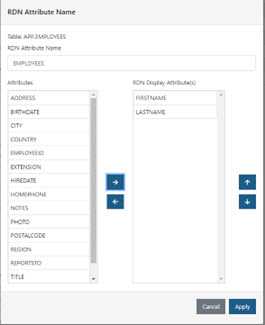 RDN Attribute Name
Table: APP.EMPLOYEES
RDN Attribute Name
EMPLOYEES
Attributes
RDN Display Attribute(s)
ADDRESS
FIRSTNAME
BIRTHDATE
LASTNAME
CITY
COUNTRY
EMPLOYEEID
EXTENSION
HIREDATE
HOMEPHONE
NOTES
PHOTO
POSTALCODE
REGION
REPORTSTO
TITLE
Cancel
Apply